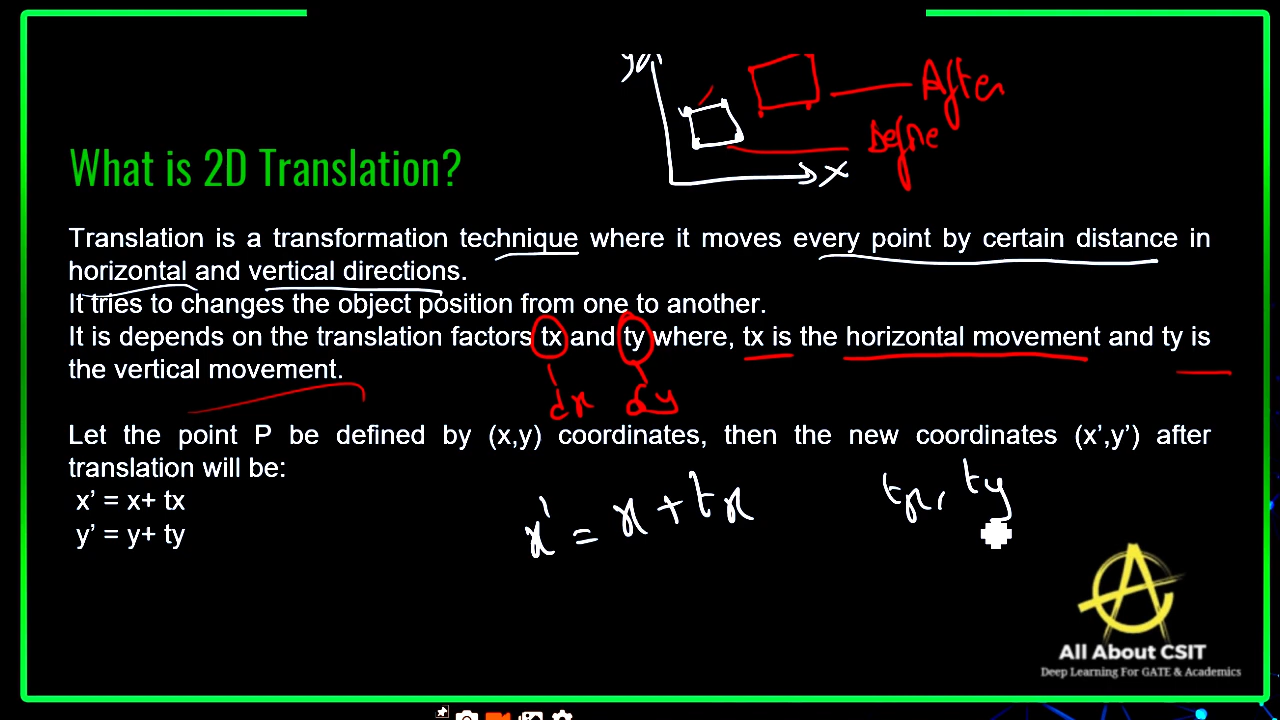 After
Before
x
What is 2D Translation?
Translation is a transformation technique where it moves every point by certain distance in
horizontal and vertical directions.
It tries to changes the object position from one to another.
It is depends on the translation factors tx and ty where, tx is the horizontal movement and ty is
the vertical movement.
dx dy
Let the point P be defined by (x,y) coordinates, then the new coordinates (x’,y’) after
translation will be:
x’ = x+ tx
y’ = y+ ty
x' = x + tx
tx, ty
All About CSIT
Deep Learning For GATE & Academics